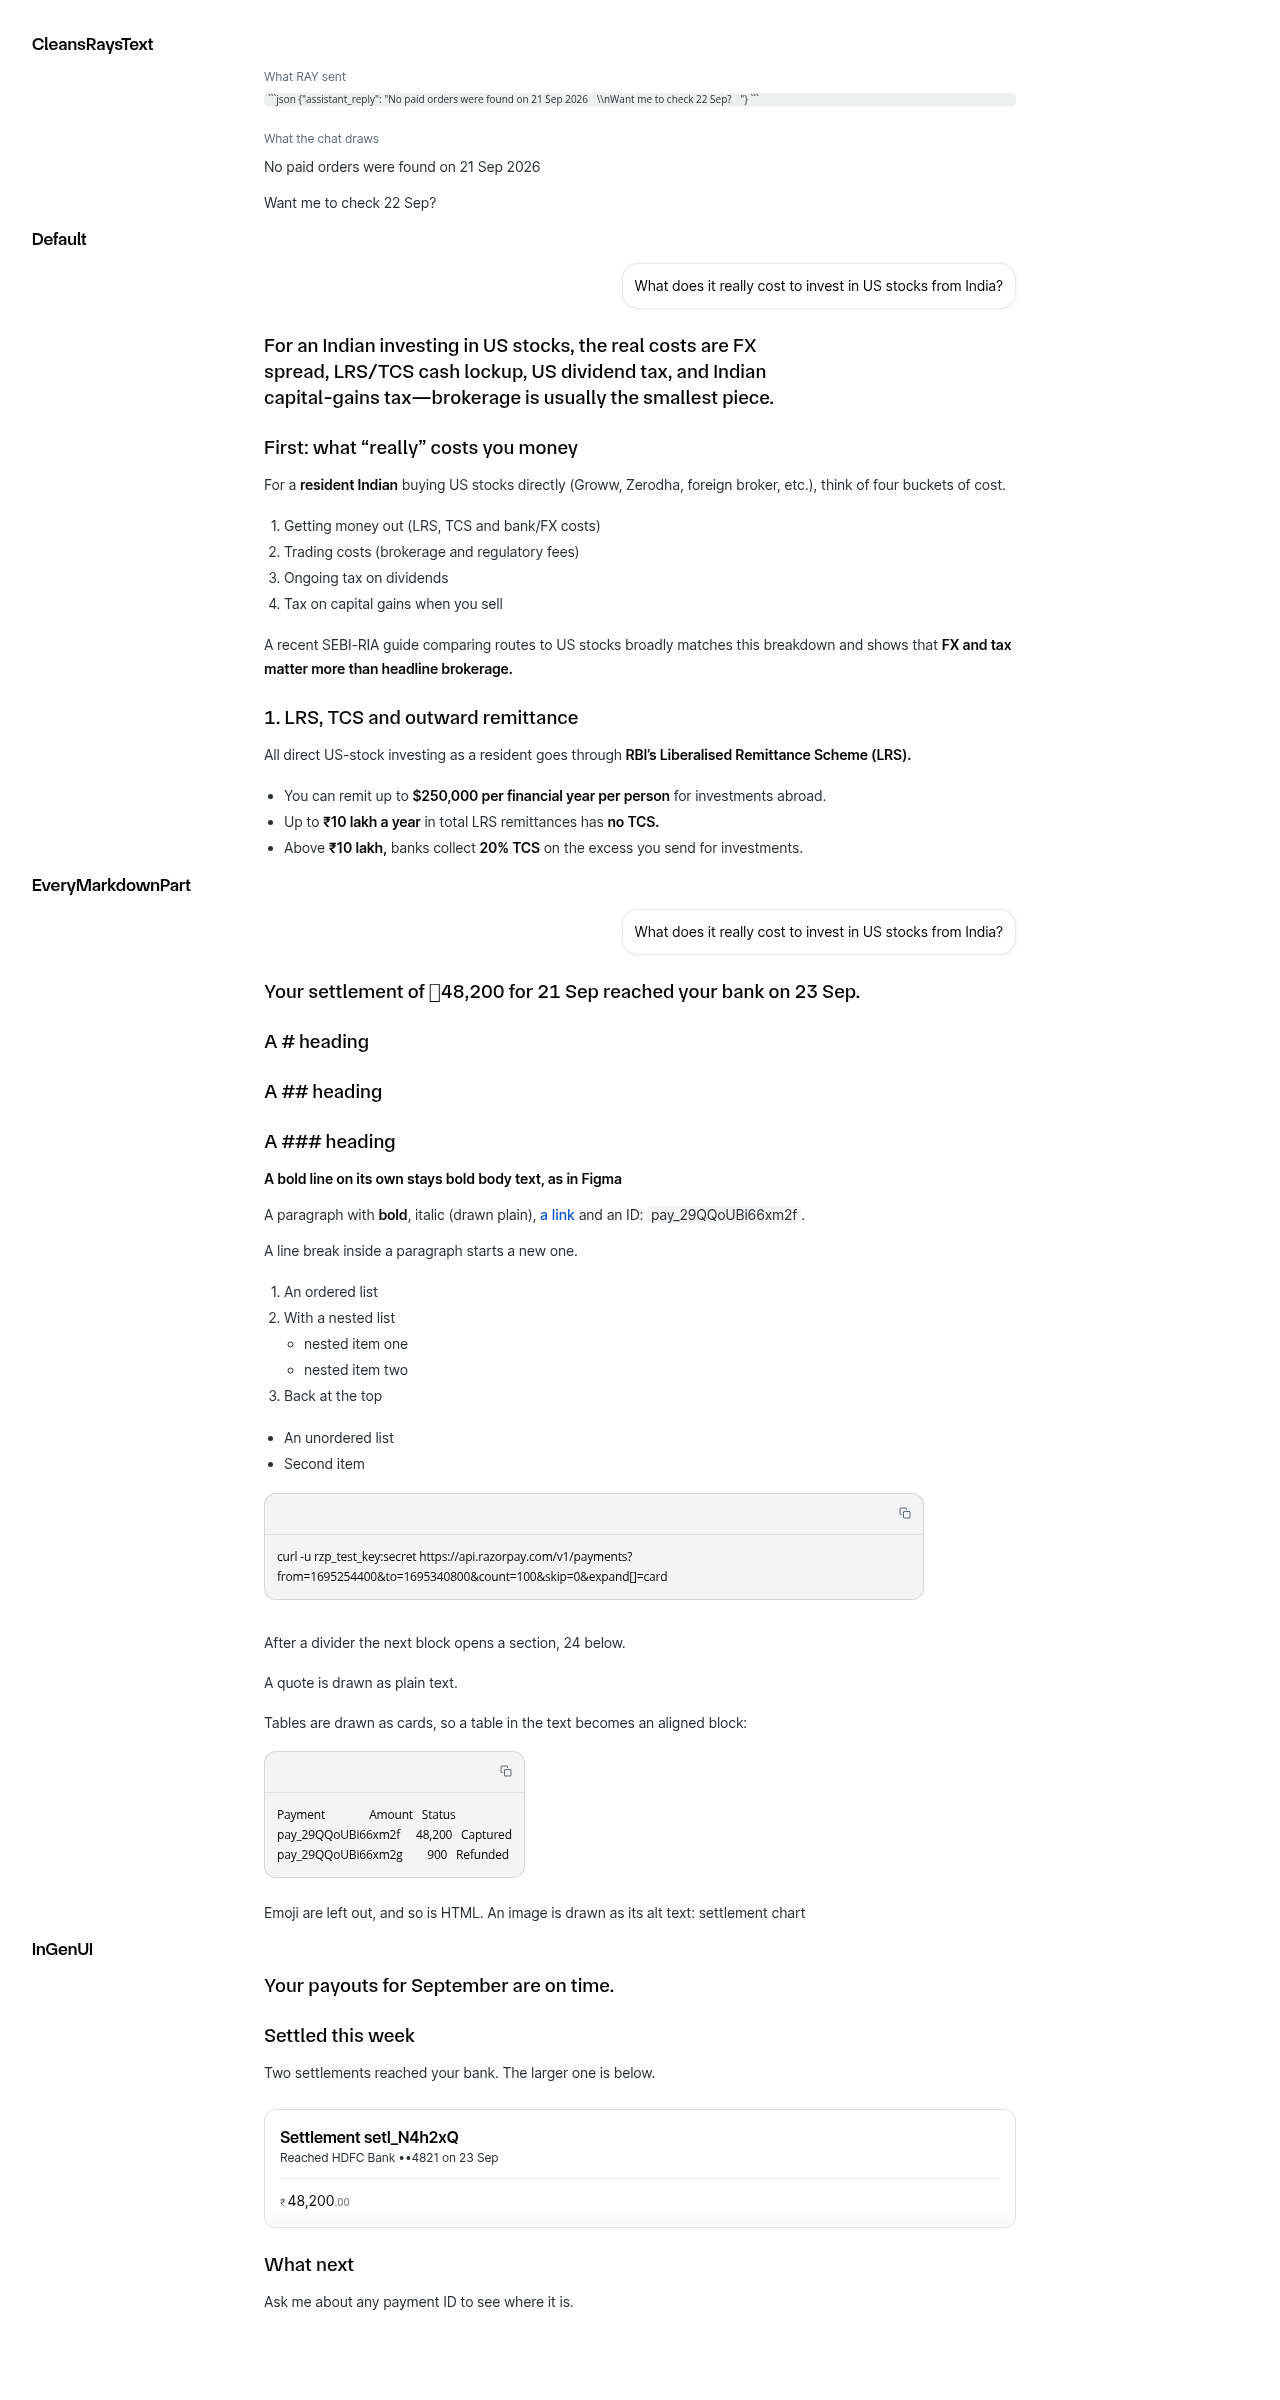 CleansRaysText
What RAY sent
```json {"assistant_reply": "No paid orders were found on 21 Sep 2026 \\nWant me to check 22 Sep? "} ```
What the chat draws
No paid orders were found on 21 Sep 2026
Want me to check 22 Sep?
Default
What does it really cost to invest in US stocks from India?
For an Indian investing in US stocks, the real costs are FX
spread, LRS/TCS cash lockup, US dividend tax, and Indian
capital-gains tax—brokerage is usually the smallest piece.
First: what “really” costs you money
For a resident Indian buying US stocks directly (Groww, Zerodha, foreign broker, etc.), think of four buckets of cost.
1. Getting money out (LRS, TCS and bank/FX costs)
2. Trading costs (brokerage and regulatory fees)
3. Ongoing tax on dividends
4. Tax on capital gains when you sell
A recent SEBI-RIA guide comparing routes to US stocks broadly matches this breakdown and shows that FX and tax
matter more than headline brokerage.
1. LRS, TCS and outward remittance
All direct US-stock investing as a resident goes through RBI’s Liberalised Remittance Scheme (LRS).
• You can remit up to $250,000 per financial year per person for investments abroad.
• Up to ₹10 lakh a year in total LRS remittances has no TCS.
• Above ₹10 lakh, banks collect 20% TCS on the excess you send for investments.
EveryMarkdownPart
What does it really cost to invest in US stocks from India?
Your settlement of 48,200 for 21 Sep reached your bank on 23 Sep.
A # heading
A ## heading
A ### heading
A bold line on its own stays bold body text, as in Figma
A paragraph with bold, italic (drawn plain), a link and an ID: pay_29QQoUBi66xm2f.
A line break inside a paragraph starts a new one.
1. An ordered list
2. With a nested list
◦ nested item one
◦ nested item two
3. Back at the top
• An unordered list
• Second item
curl -u rzp_test_key:secret https://api.razorpay.com/v1/payments?
from=1695254400&to=1695340800&count=100&skip=0&expand[]=card
After a divider the next block opens a section, 24 below.
A quote is drawn as plain text.
Tables are drawn as cards, so a table in the text becomes an aligned block:
Payment Amount Status
pay_29QQoUBi66xm2f 48,200 Captured
pay_29QQoUBi66xm2g 900 Refunded
Emoji are left out, and so is HTML. An image is drawn as its alt text: settlement chart
InGenUI
Your payouts for September are on time.
Settled this week
Two settlements reached your bank. The larger one is below.
Settlement setl_N4h2xQ
Reached HDFC Bank ••4821 on 23 Sep
₹48,200.00
What next
Ask me about any payment ID to see where it is.